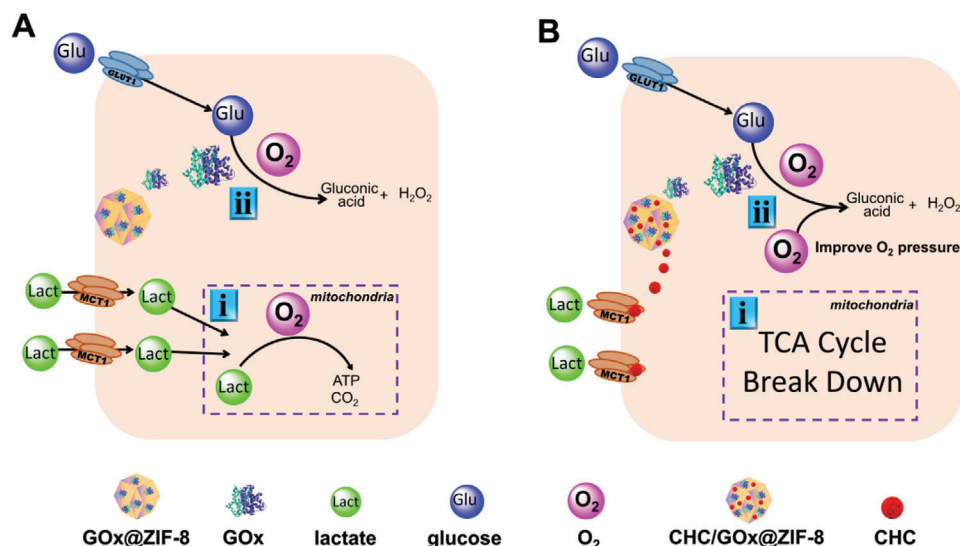 A
Glu
GLUT1
Glu
O2
ii
Gluconic
acid + H2O2
Lact
MCT1
Lact
i
mitochondria
O2
Lact
MCT1
Lact
Lact
ATP
CO2
B
Glu
GLUT1
Glu
O2
ii
Gluconic
acid + H2O2
O2
Improve O2 pressure
Lact
MCT1
i
mitochondria
TCA Cycle
Break Down
Lact
MCT1
Lact
Glu
O2
GOx@ZIF-8 GOx lactate glucose O2 CHC/GOx@ZIF-8 CHC